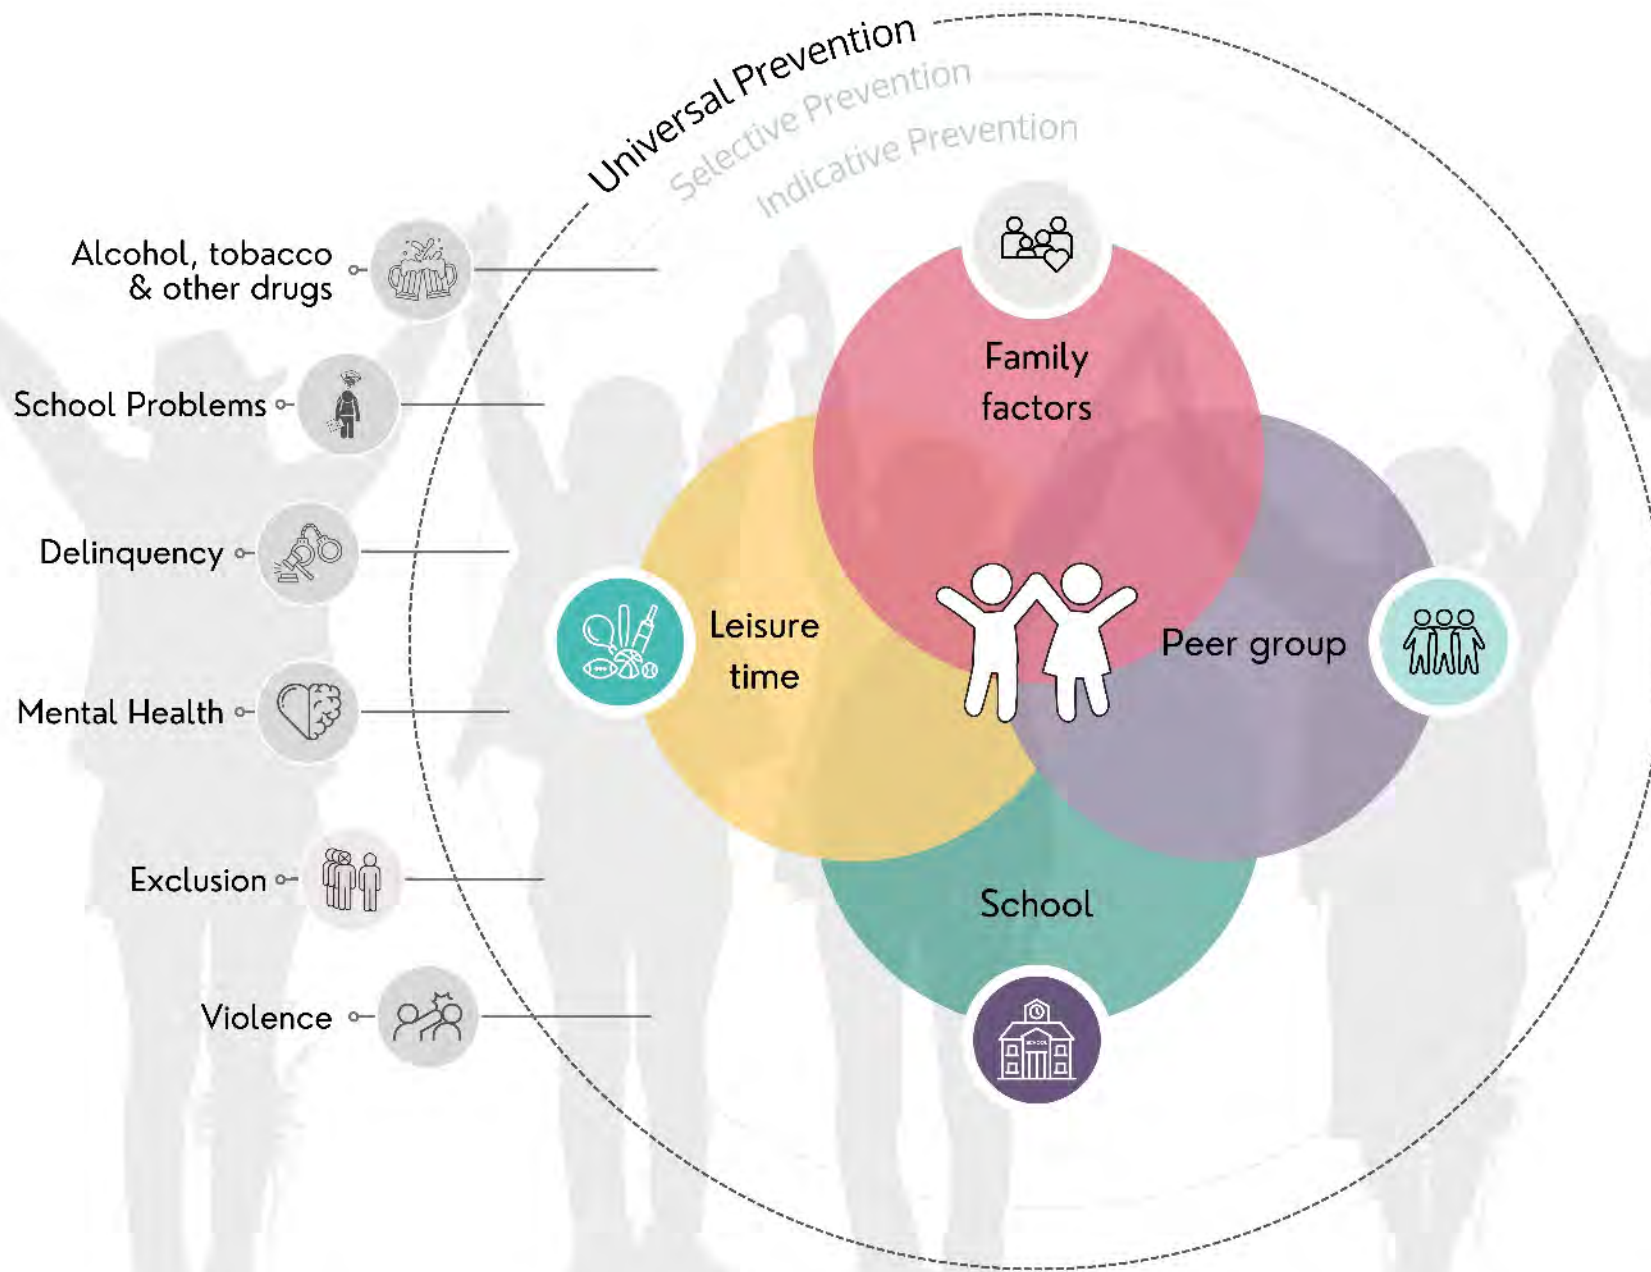 Universal Prevention
Selective Prevention
Indicative Prevention
Alcohol, tobacco
& other drugs
School Problems
Delinquency
Mental Health
Exclusion
Violence
Family
factors
Leisure
time
Peer group
School
SCHOOL